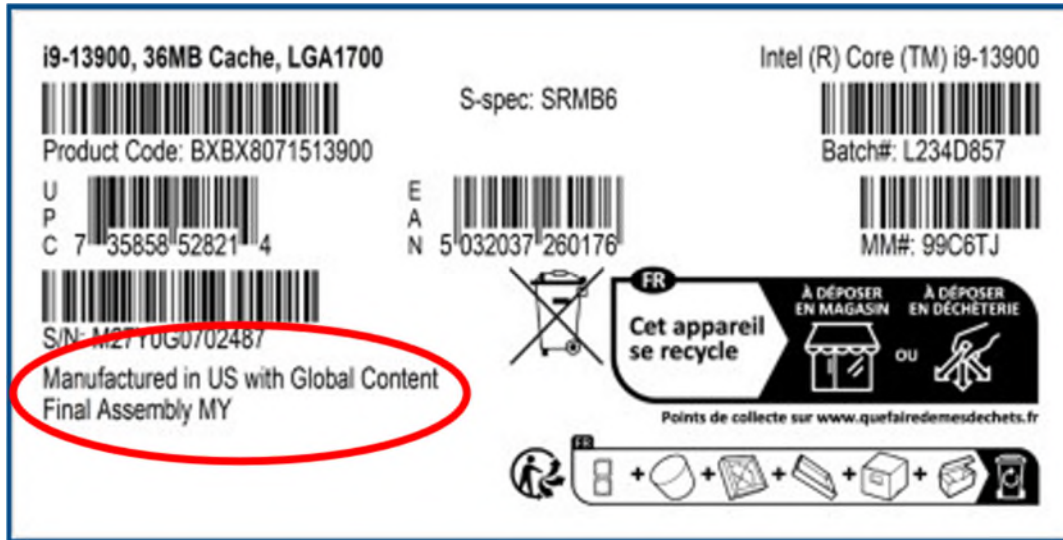 i9-13900, 36MB Cache, LGA1700
Product Code: BXBX8071513900
S-spec: SRMB6
Intel (R) Core (TM) i9-13900
Batch#: L234D857
UPC 7 35858 52821 4
EAN 5 032037 260176
MM#: 99C6TJ
S/N: M27Y0G0702487
Manufactured in US with Global Content
Final Assembly MY
FR
Cet appareil
se recycle
À DÉPOSER
EN MAGASIN
OU
À DÉPOSER
EN DÉCHÈTERIE
Points de collecte sur www.quefairedemesdechets.fr
FR